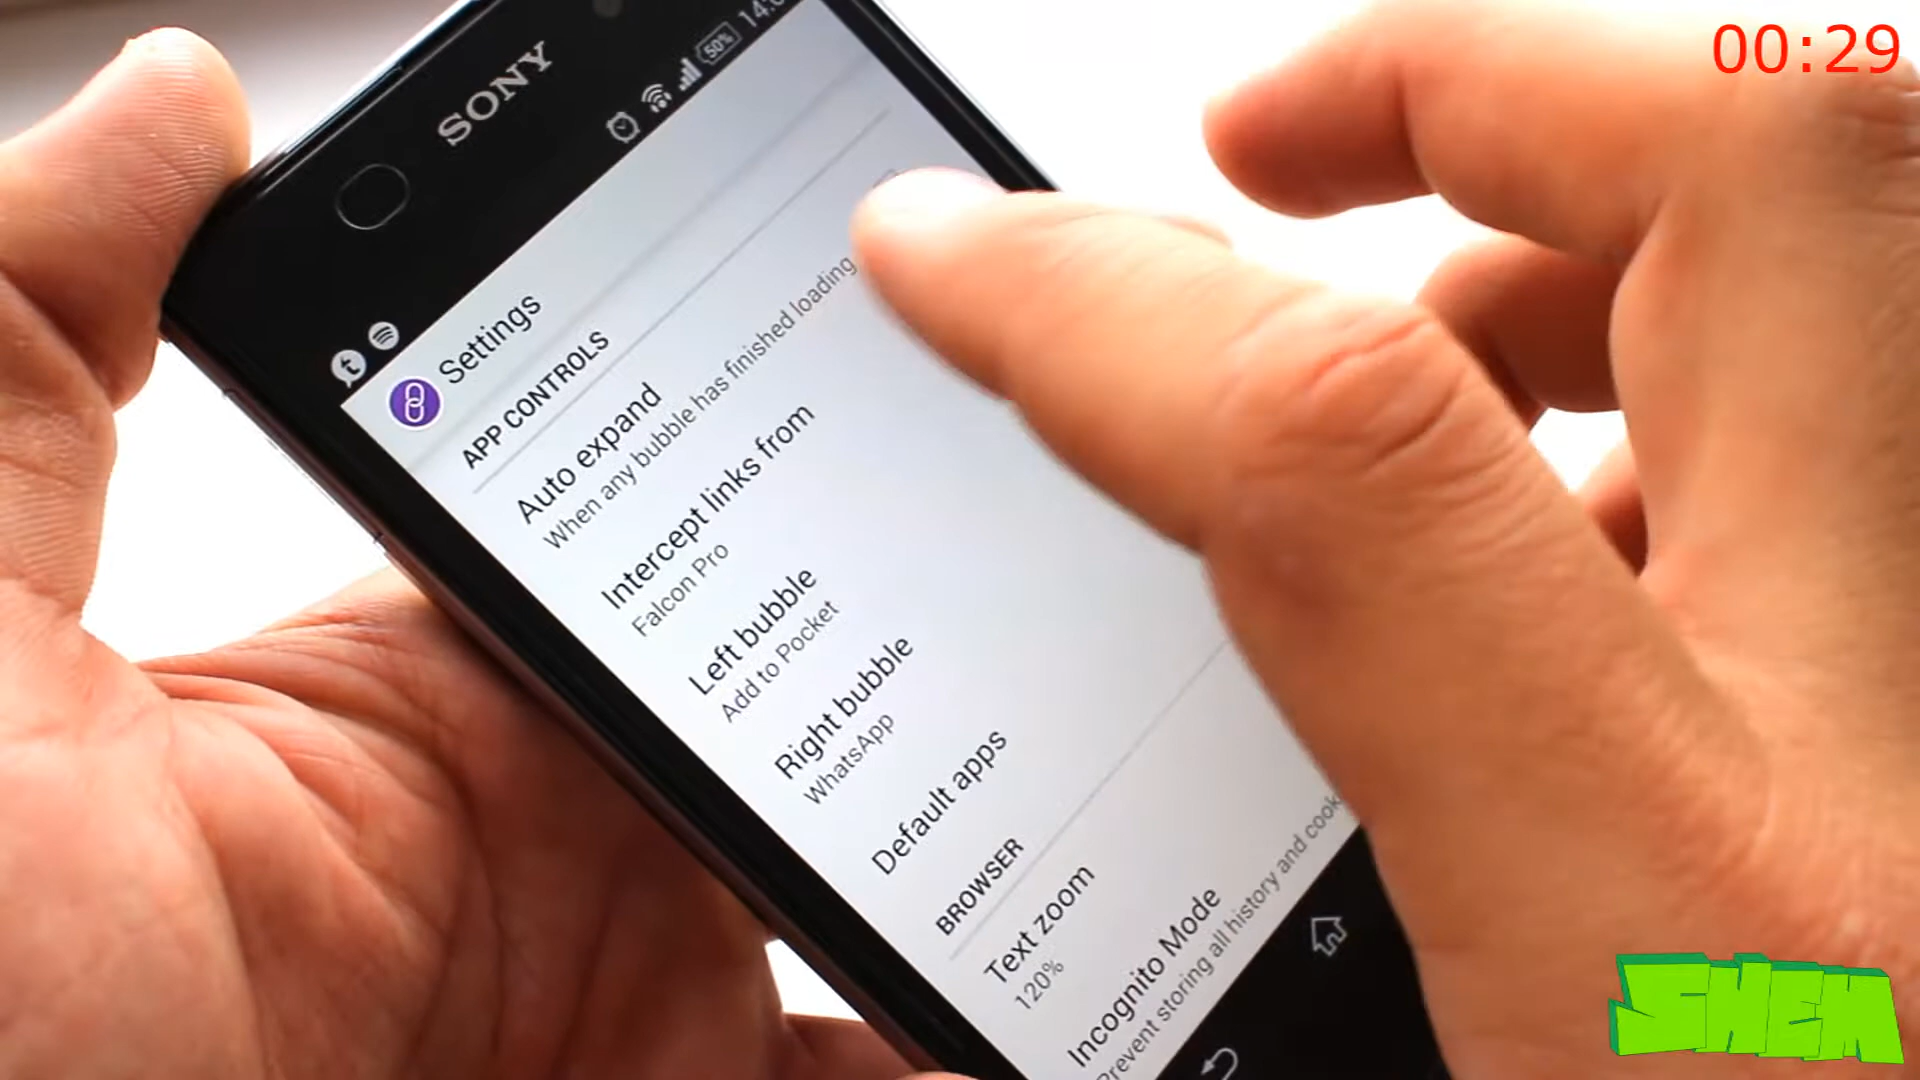 00:29
SONY
50%
Settings
APP CONTROLS
Auto expand
When any bubble has finished loading
Intercept links from
Falcon Pro
Left bubble
Add to Pocket
Right bubble
WhatsApp
Default apps
BROWSER
Text zoom
120%
Incognito Mode
Prevent storing all history and